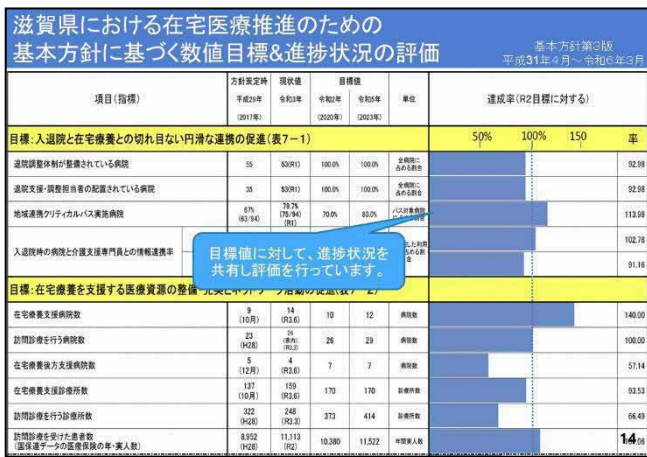 滋賀県における在宅医療推進のための
基本方針に基づく数値目標&進捗状況の評価
基本方針第3版
平成31年4月~令和6年3月
項目(指標) 方針策定時 現状値 目標値 単位 達成率(R2目標に対する)
平成29年 令和3年 令和2年 令和5年
(2017年) (2020年) (2023年)
目標:入退院と在宅療養との切れ目ない円滑な連携の促進(表7-1) 50% 100% 150 率
退院調整体制が整備されている病院 55 53(R1) 100.0% 100.0% 全病院に占める割合 92.98
退院支援・調整担当者の配置されている病院 35 53(R1) 100.0% 100.0% 全病院に占める割合 92.98
地域連携クリティカルパス実施病院 67% (63/94) 79.7% (75/94) (R1) 70.0% 80.0% パス対象病院 113.98
入退院時の病院と介護支援専門員との情報連携率 102.78
91.16
目標値に対して、進捗状況を
共有し評価を行っています。
目標:在宅療養を支援する医療資源の整備
在宅療養支援病院数 9 (10月) 14 (R3.6) 10 12 病院数 140.00
訪問診療を行う病院数 23 (H28) 26 26 29 病院数 100.00
在宅療養後方支援病院数 5 (12月) 4 (R3.6) 7 7 病院数 57.14
在宅療養支援診療所数 137 (10月) 159 (R3.6) 170 170 診療所数 93.53
訪問診療を行う診療所数 322 (H28) 248 (R3.3) 373 414 診療所数 66.49
訪問診療を受けた患者数
(国保連データの医療保険の年・実人数) 8,952 (H28) 11,113 (R2) 10,380 11,522 年間実人数
14